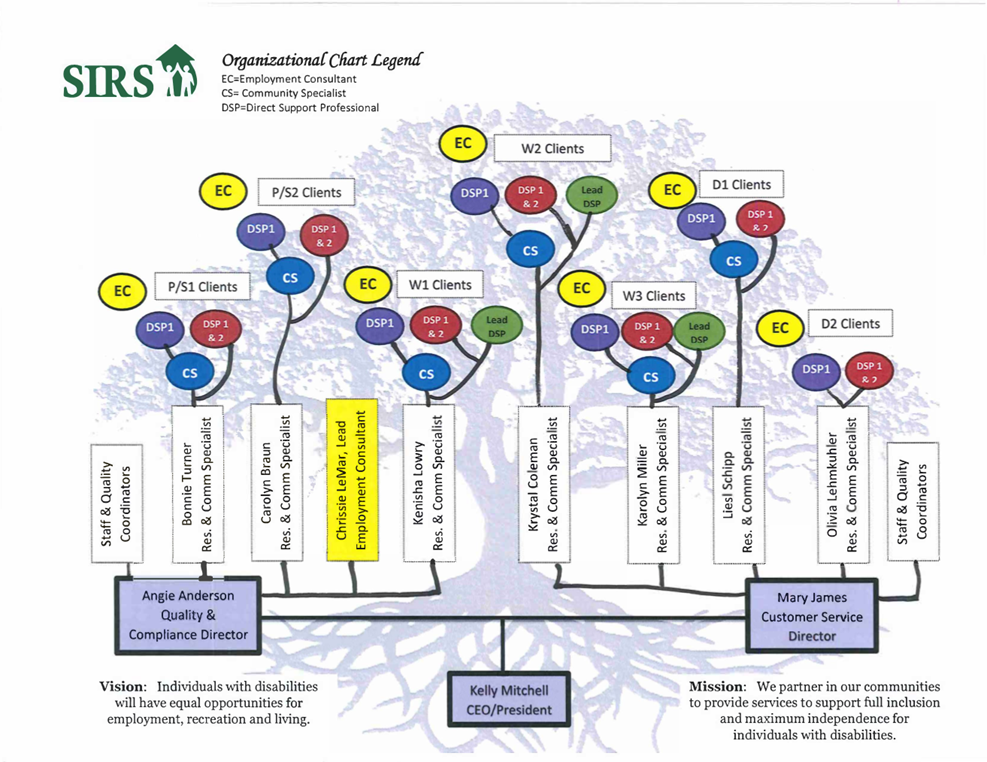 SIRS
Organizational Chart Legend
EC=Employment Consultant
CS= Community Specialist
DSP=Direct Support Professional
EC
W2 Clients
DSP1
DSP 1
& 2
Lead
DSP
CS
EC
P/S2 Clients
DSP1
DSP 1
& 2
CS
EC
D1 Clients
DSP1
DSP 1
& 2
CS
EC
P/S1 Clients
DSP1
DSP 1
& 2
CS
EC
W1 Clients
DSP1
DSP 1
& 2
Lead
DSP
CS
EC
W3 Clients
DSP1
DSP 1
& 2
Lead
DSP
CS
EC
D2 Clients
DSP1
DSP 1
& 2
Staff & Quality
Coordinators
Bonnie Turner
Res. & Comm Specialist
Carolyn Braun
Res. & Comm Specialist
Chrissie LeMar, Lead
Employment Consultant
Kenisha Lowry
Res. & Comm Specialist
Krystal Coleman
Res. & Comm Specialist
Karolyn Miller
Res. & Comm Specialist
Liesl Schipp
Res. & Comm Specialist
Olivia Lehmkuhler
Res. & Comm Specialist
Staff & Quality
Coordinators
Angie Anderson
Quality &
Compliance Director
Mary James
Customer Service
Director
Kelly Mitchell
CEO/President
Vision: Individuals with disabilities
will have equal opportunities for
employment, recreation and living.
Mission: We partner in our communities
to provide services to support full inclusion
and maximum independence for
individuals with disabilities.